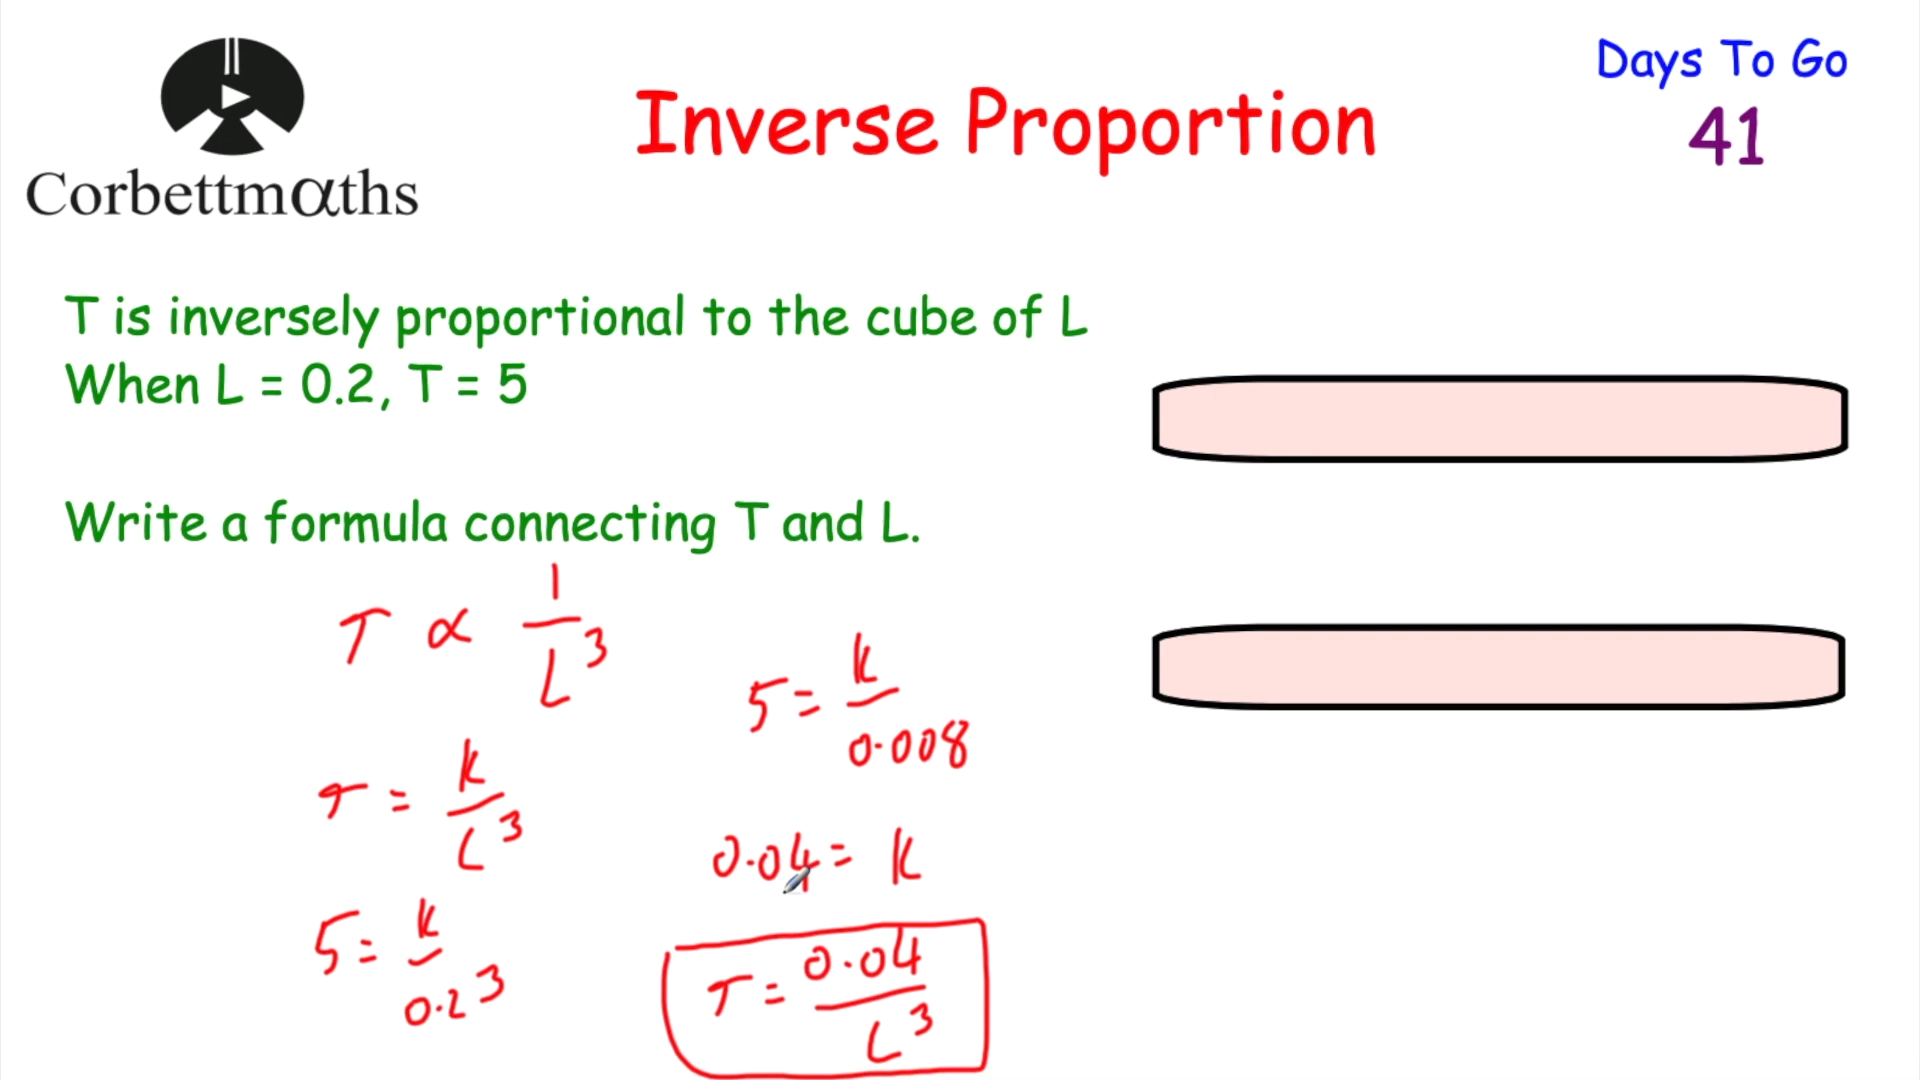 Corbettmαths
Inverse Proportion
Days To Go
41
T is inversely proportional to the cube of L
When L = 0.2, T = 5
Write a formula connecting T and L.
T ∝ 1/L³
T = k/L³
5 = k/0.2³
5 = k/0.008
0.04 = k
T = 0.04/L³